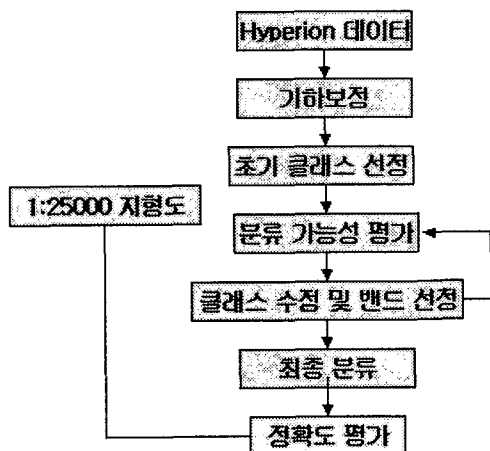 Hyperion 데이터
기하보정
초기 클래스 선정
1:25000 지형도
분류 가능성 평가
클래스 수정 및 밴드 선정
최종 분류
정확도 평가